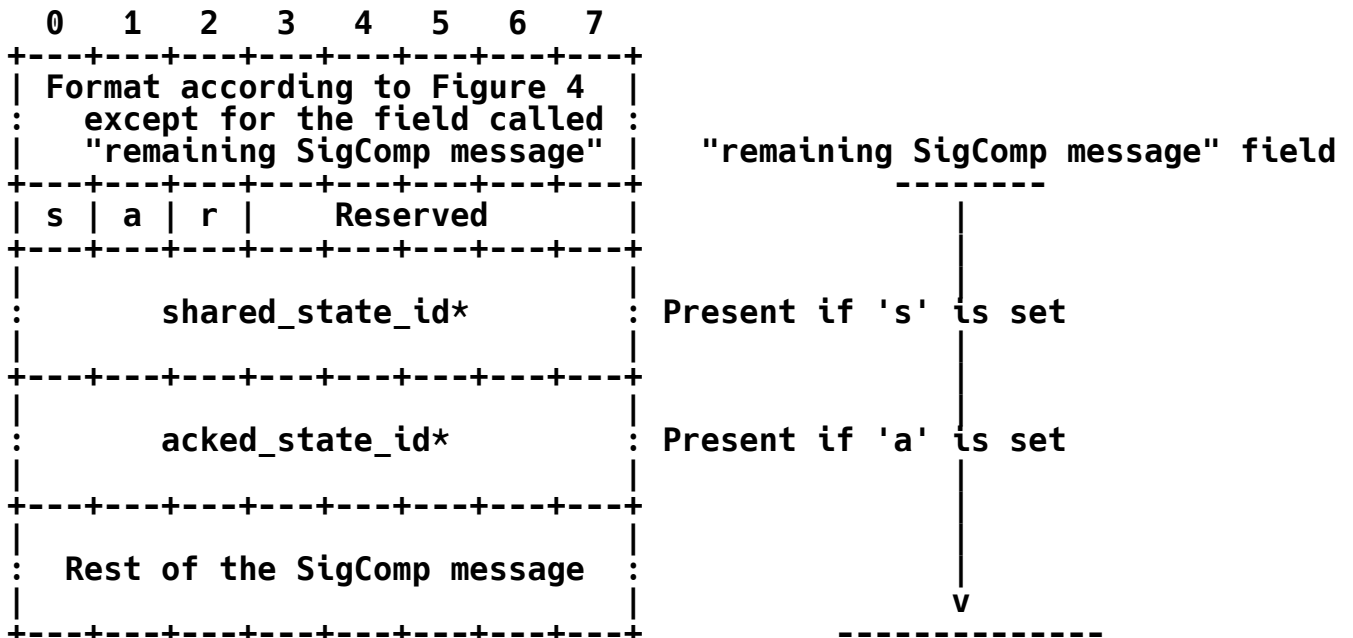 0   1   2   3   4   5   6   7
+---+---+---+---+---+---+---+---+
| Format according to Figure 4  |
:   except for the field called :
|   "remaining SigComp message" |   "remaining SigComp message" field
+---+---+---+---+---+---+---+---+             --------
| s | a | r |    Reserved       |                |
+---+---+---+---+---+---+---+---+                |
|                               |                |
:       shared_state_id*        : Present if 's' is set
|                               |                |
+---+---+---+---+---+---+---+---+                |
|                               |                |
:       acked_state_id*         : Present if 'a' is set
|                               |                |
+---+---+---+---+---+---+---+---+                |
|                               |                |
:  Rest of the SigComp message  :                |
|                               |                v
+---+---+---+---+---+---+---+---+          --------------